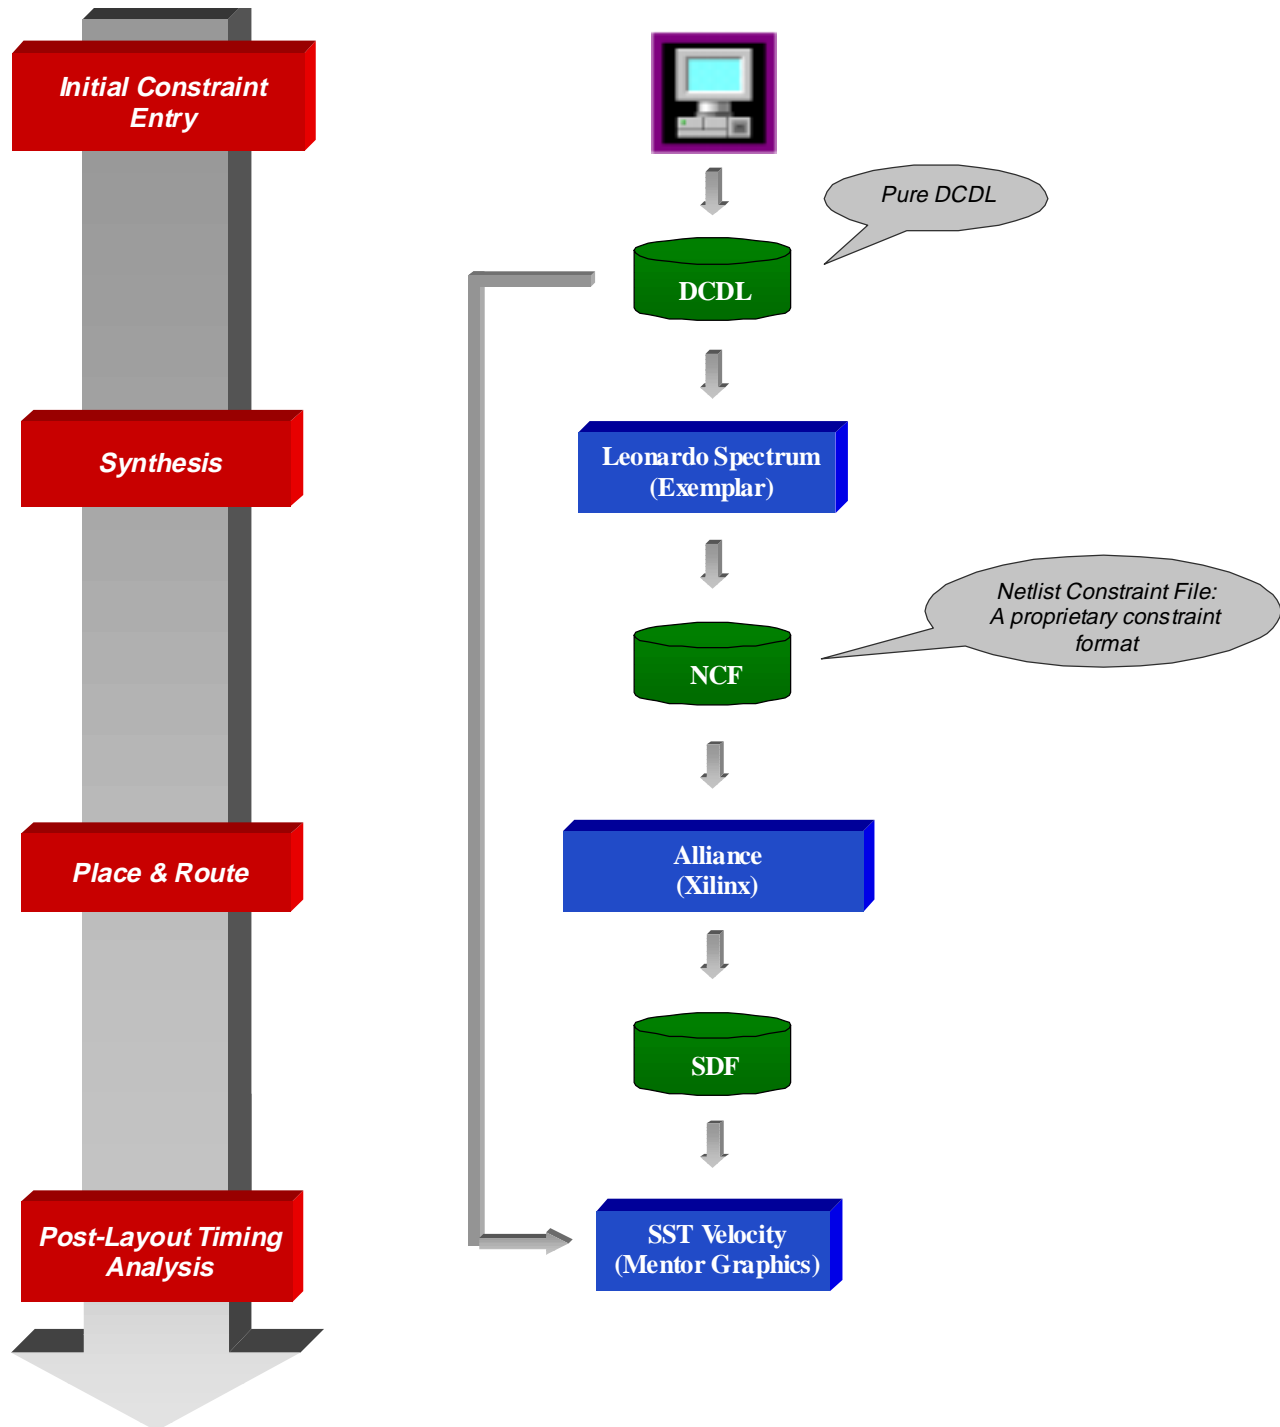 Initial Constraint
Entry
Pure DCDL
DCDL
Synthesis
Leonardo Spectrum
(Exemplar)
Netlist Constraint File:
A proprietary constraint
format
NCF
Place & Route
Alliance
(Xilinx)
SDF
Post-Layout Timing
Analysis
SST Velocity
(Mentor Graphics)